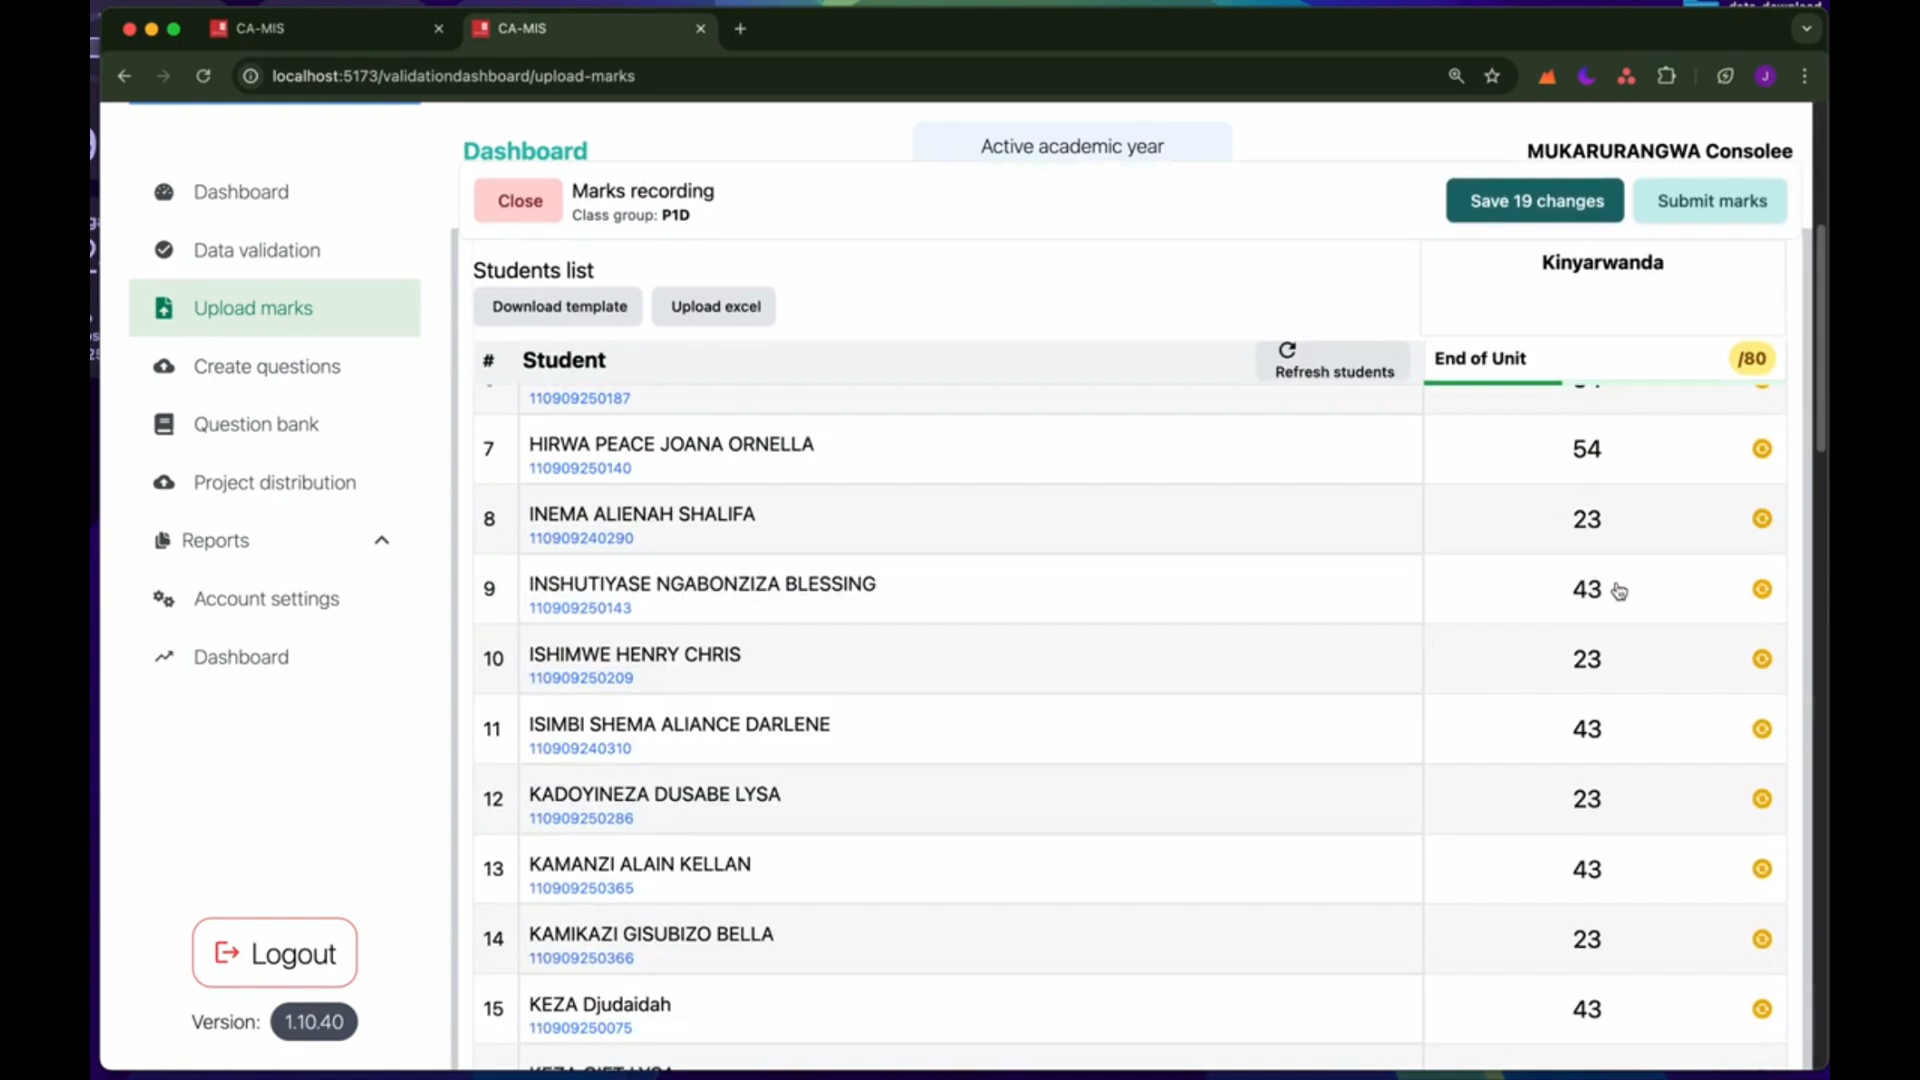 CA-MIS
CA-MIS
localhost:5173/validationdashboard/upload-marks
J
Dashboard
Active academic year
MUKARURANGWA Consolee
Close
Marks recording
Class group: P1D
Save 19 changes
Submit marks
Dashboard
Data validation
Upload marks
Create questions
Question bank
Project distribution
Reports
Account settings
Dashboard
Logout
Version: 1.10.40
Students list
Download template
Upload excel
Kinyarwanda
# Student
Refresh students
End of Unit /80
110909250187
7 HIRWA PEACE JOANA ORNELLA 54
110909250140
8 INEMA ALIENAH SHALIFA 23
110909240290
9 INSHUTIYASE NGABONZIZA BLESSING 43
110909250143
10 ISHIMWE HENRY CHRIS 23
110909250209
11 ISIMBI SHEMA ALIANCE DARLENE 43
110909240310
12 KADOYINEZA DUSABE LYSA 23
110909250286
13 KAMANZI ALAIN KELLAN 43
110909250365
14 KAMIKAZI GISUBIZO BELLA 23
110909250366
15 KEZA Djudaidah 43
110909250075